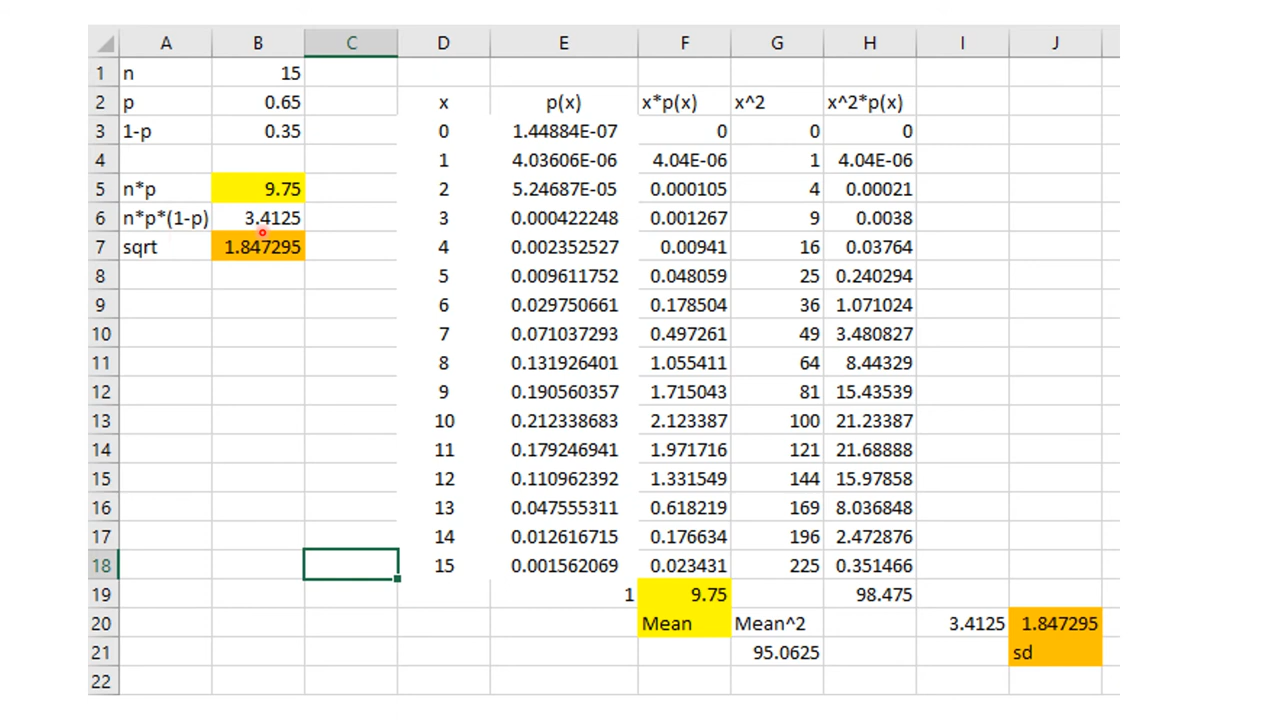 A B C D E F G H I J
1 n 15
2 p 0.65 x p(x) x*p(x) x^2 x^2*p(x)
3 1-p 0.35 0 1.44884E-07 0 0 0
4 1 4.03606E-06 4.04E-06 1 4.04E-06
5 n*p 9.75 2 5.24687E-05 0.000105 4 0.00021
6 n*p*(1-p) 3.4125 3 0.000422248 0.001267 9 0.0038
7 sqrt 1.847295 4 0.002352527 0.00941 16 0.03764
8 5 0.009611752 0.048059 25 0.240294
9 6 0.029750661 0.178504 36 1.071024
10 7 0.071037293 0.497261 49 3.480827
11 8 0.131926401 1.055411 64 8.44329
12 9 0.190560357 1.715043 81 15.43539
13 10 0.212338683 2.123387 100 21.23387
14 11 0.179246941 1.971716 121 21.68888
15 12 0.110962392 1.331549 144 15.97858
16 13 0.047555311 0.618219 169 8.036848
17 14 0.012616715 0.176634 196 2.472876
18 15 0.001562069 0.023431 225 0.351466
19 1 9.75 98.475
20 Mean Mean^2 3.4125 1.847295
21 95.0625 sd
22